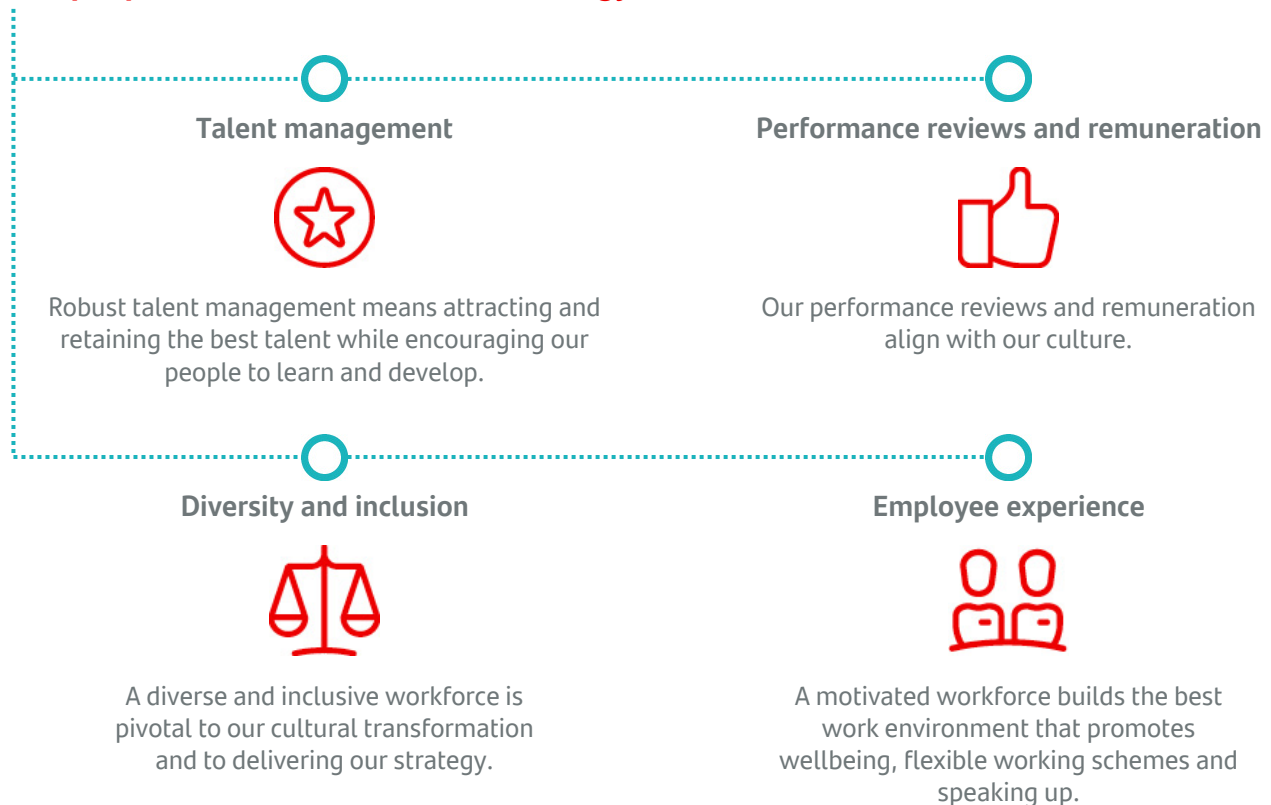 Talent management
Robust talent management means attracting and
retaining the best talent while encouraging our
people to learn and develop.
Performance reviews and remuneration
Our performance reviews and remuneration
align with our culture.
Diversity and inclusion
A diverse and inclusive workforce is
pivotal to our cultural transformation
and to delivering our strategy.
Employee experience
A motivated workforce builds the best
work environment that promotes
wellbeing, flexible working schemes and
speaking up.